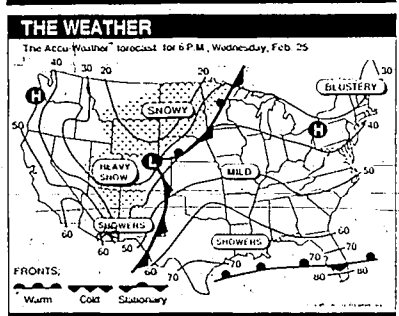 THE WEATHER
The Accu-Weather forecast for 6 P.M., Wednesday, Feb. 25
40 30 20 20 30
BLUSTERY
SNOWY
H
H
40
50
L
HEAVY
SNOW
MILD
50
SHOWERS
SHOWERS
60
60 60 50 60 70 70
70
80 80
FRONTS:
Warm Cold Stationary